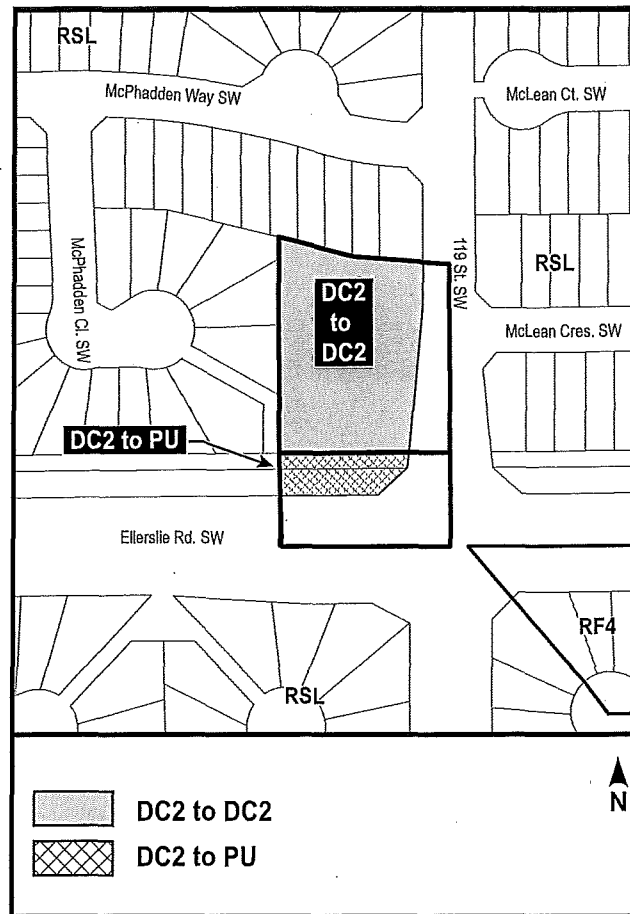 RSL
McPhadden Way SW
McLean Ct. SW
McPhadden Cl. SW
119 St. SW
RSL
DC2
to
DC2
McLean Cres. SW
DC2 to PU
Ellerslie Rd. SW
RF4
RSL
N
DC2 to DC2
DC2 to PU